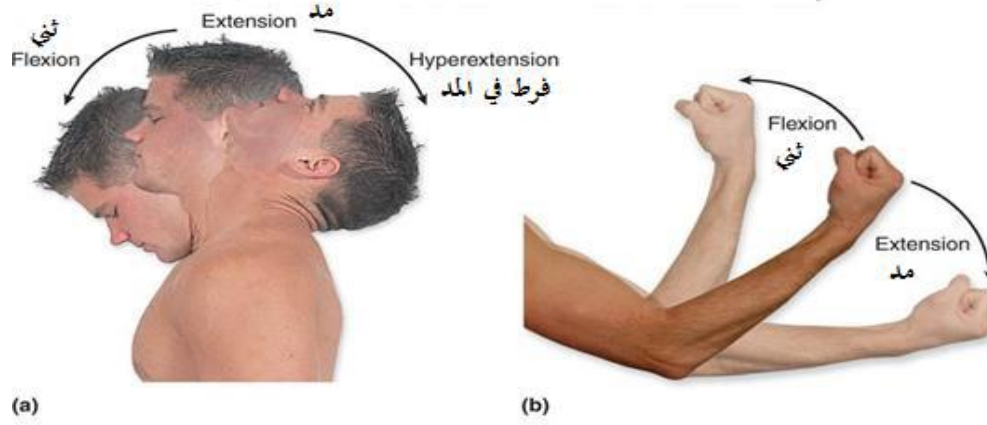 مد
Extension
ثني
Flexion
Hyperextension
فرط في المد
(a)
Flexion
ثني
Extension
مد
(b)